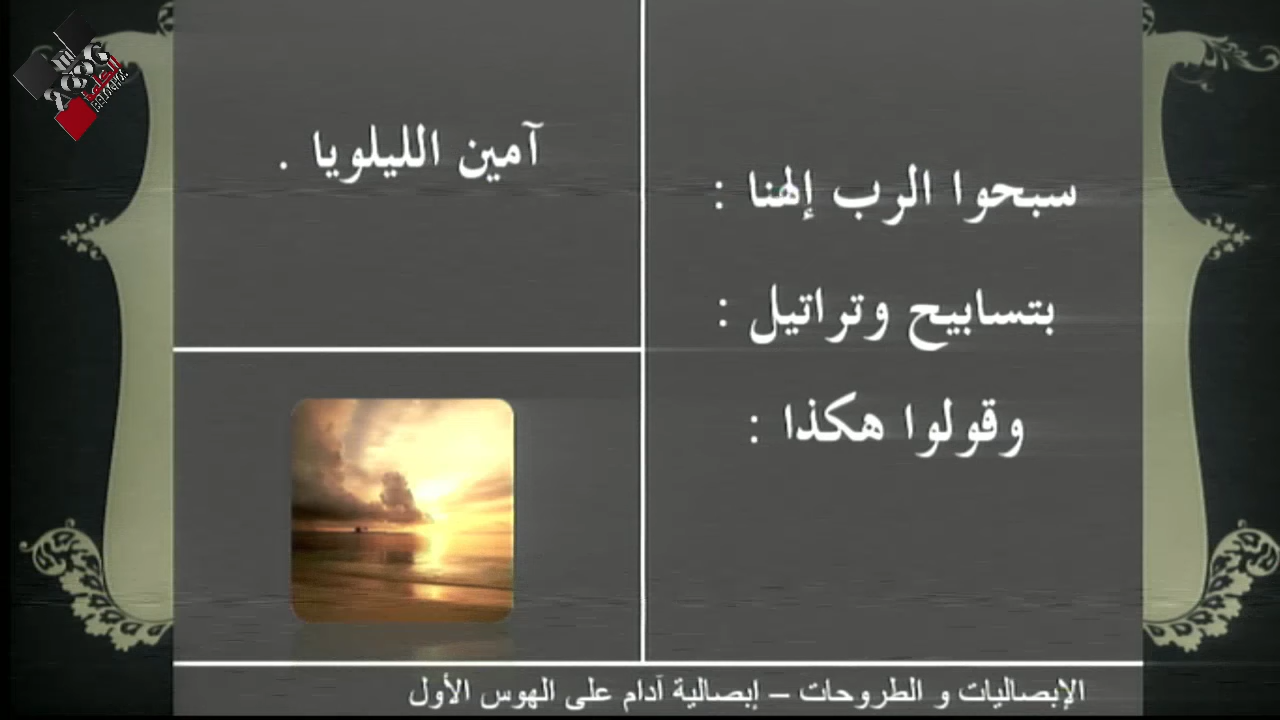 سبحوا الرب إلهنا :
بتسابيح وتراتيل :
وقولوا هكذا :
آمين الليلويا .
الإبصاليات و الطروحات – إبصالية آدام على الهوس الأول